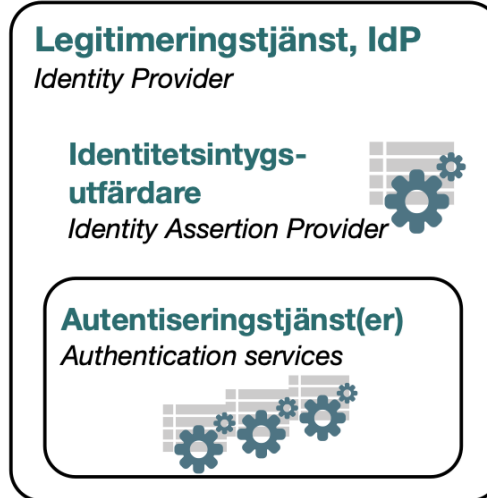 Legitimeringstjänst, IdP
Identity Provider
Identitetsintygs-
utfärdare
Identity Assertion Provider
Autentiseringstjänst(er)
Authentication services